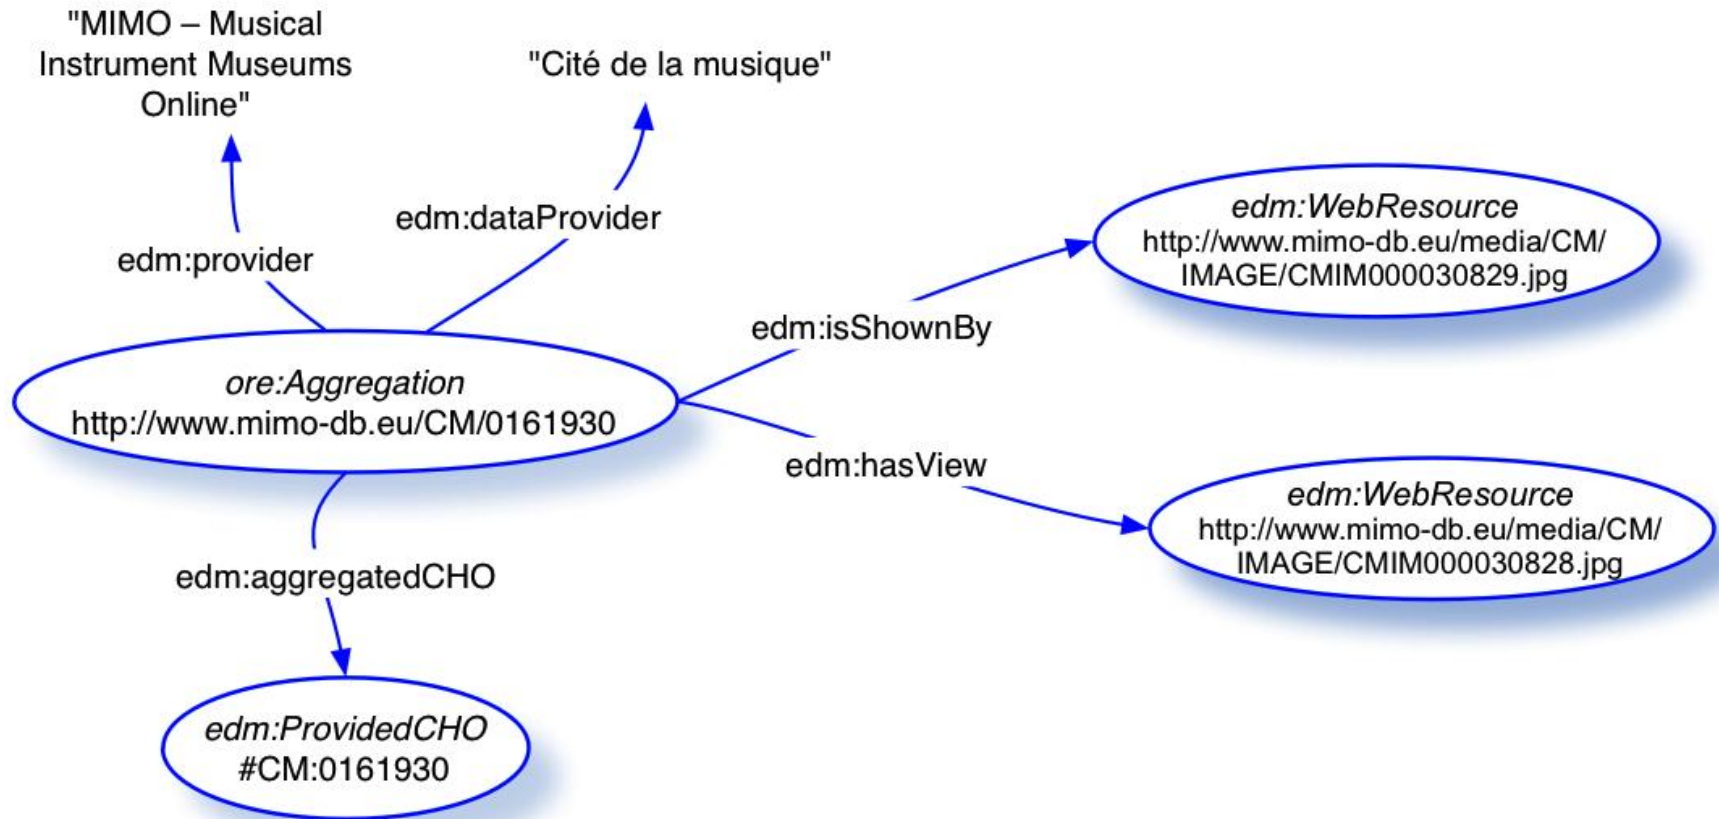 "MIMO – Musical
Instrument Museums
Online"
"Cité de la musique"
edm:provider
edm:dataProvider
edm:WebResource
http://www.mimo-db.eu/media/CM/
IMAGE/CMIM000030829.jpg
edm:isShownBy
ore:Aggregation
http://www.mimo-db.eu/CM/0161930
edm:hasView
edm:WebResource
http://www.mimo-db.eu/media/CM/
IMAGE/CMIM000030828.jpg
edm:aggregatedCHO
edm:ProvidedCHO
#CM:0161930